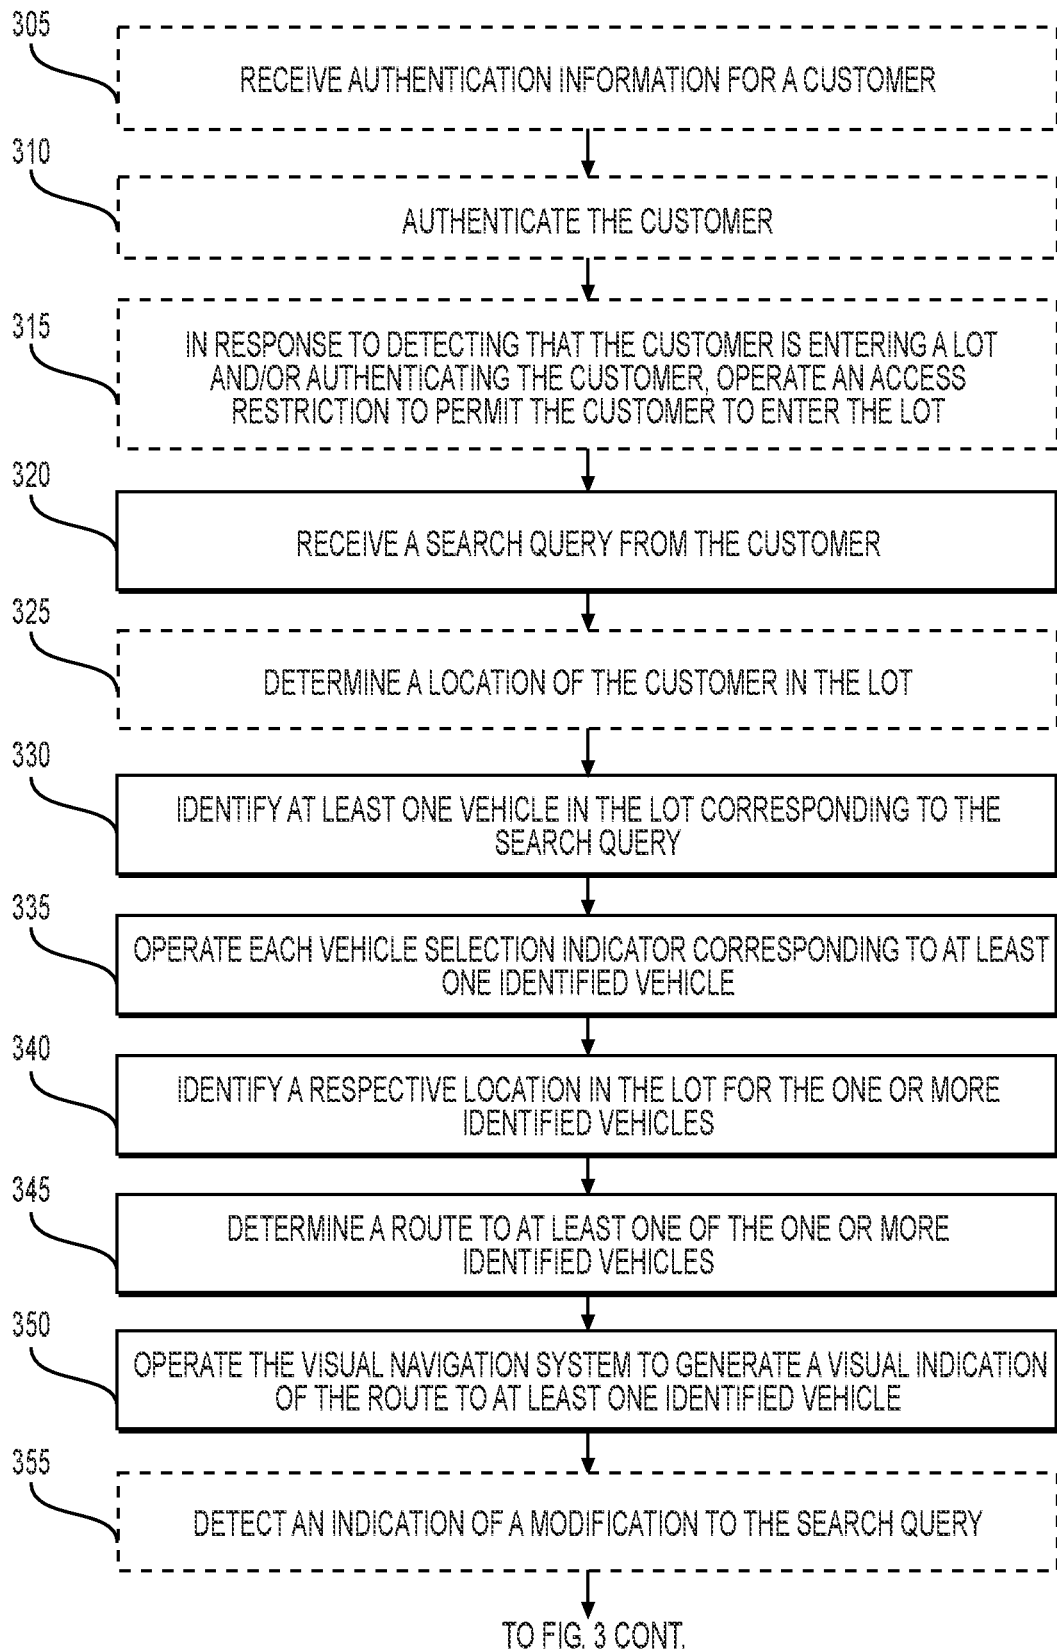 305
RECEIVE AUTHENTICATION INFORMATION FOR A CUSTOMER
310
AUTHENTICATE THE CUSTOMER
315
IN RESPONSE TO DETECTING THAT THE CUSTOMER IS ENTERING A LOT
AND/OR AUTHENTICATING THE CUSTOMER, OPERATE AN ACCESS
RESTRICTION TO PERMIT THE CUSTOMER TO ENTER THE LOT
320
RECEIVE A SEARCH QUERY FROM THE CUSTOMER
325
DETERMINE A LOCATION OF THE CUSTOMER IN THE LOT
330
IDENTIFY AT LEAST ONE VEHICLE IN THE LOT CORRESPONDING TO THE
SEARCH QUERY
335
OPERATE EACH VEHICLE SELECTION INDICATOR CORRESPONDING TO AT LEAST
ONE IDENTIFIED VEHICLE
340
IDENTIFY A RESPECTIVE LOCATION IN THE LOT FOR THE ONE OR MORE
IDENTIFIED VEHICLES
345
DETERMINE A ROUTE TO AT LEAST ONE OF THE ONE OR MORE
IDENTIFIED VEHICLES
350
OPERATE THE VISUAL NAVIGATION SYSTEM TO GENERATE A VISUAL INDICATION
OF THE ROUTE TO AT LEAST ONE IDENTIFIED VEHICLE
355
DETECT AN INDICATION OF A MODIFICATION TO THE SEARCH QUERY
TO FIG. 3 CONT.